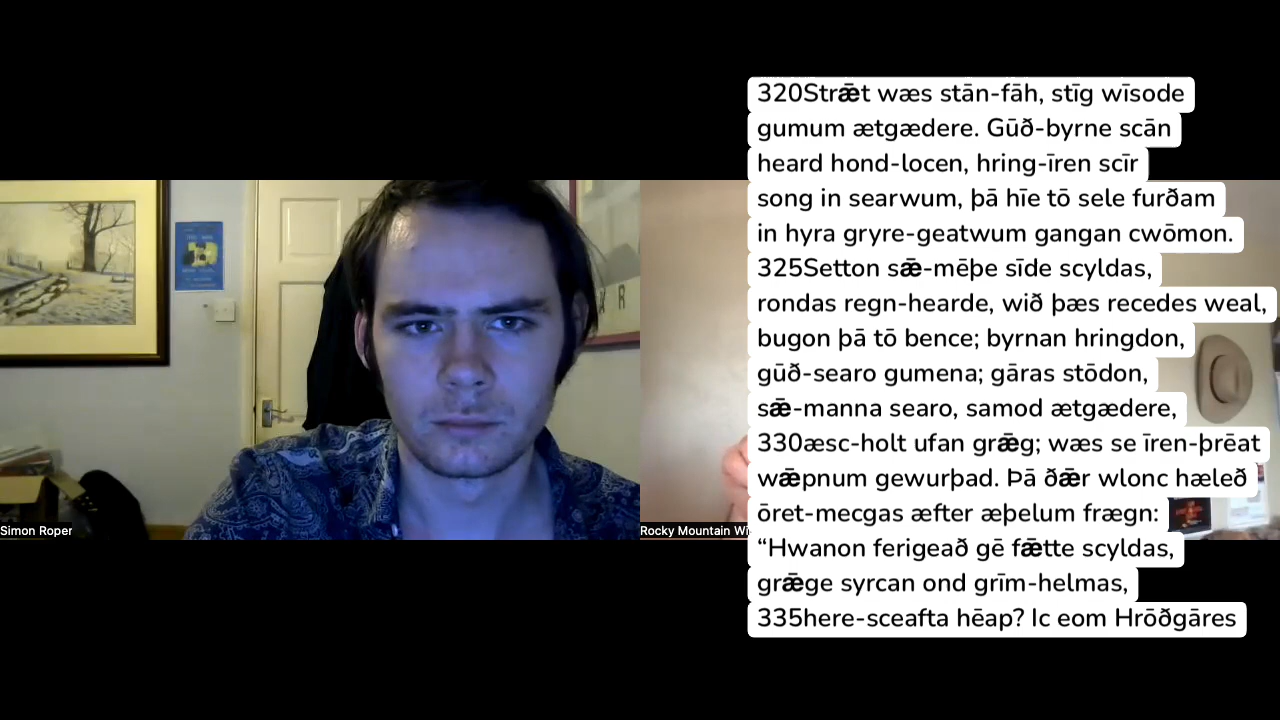 320Strǣt wæs stān-fāh, stīg wīsode
gumum ætgædere. Gūð-byrne scān
heard hond-locen, hring-īren scīr
song in searwum, þā hīe tō sele furðam
in hyra gryre-geatwum gangan cwōmon.
325Setton sǣ-mēþe sīde scyldas,
rondas regn-hearde, wið þæs recedes weal,
bugon þā tō bence; byrnan hringdon,
gūð-searo gumena; gāras stōdon,
sǣ-manna searo, samod ætgædere,
330æsc-holt ufan grǣg; wæs se īren-þrēat
wǣpnum gewurþad. Þā ðǣr wlonc hæleð
ōret-mecgas æfter æþelum frægn:
“Hwanon ferigeað gē fǣtte scyldas,
grǣge syrcan ond grīm-helmas,
335here-sceafta hēap? Ic eom Hrōðgāres
Simon Roper
Rocky Mountain Wi